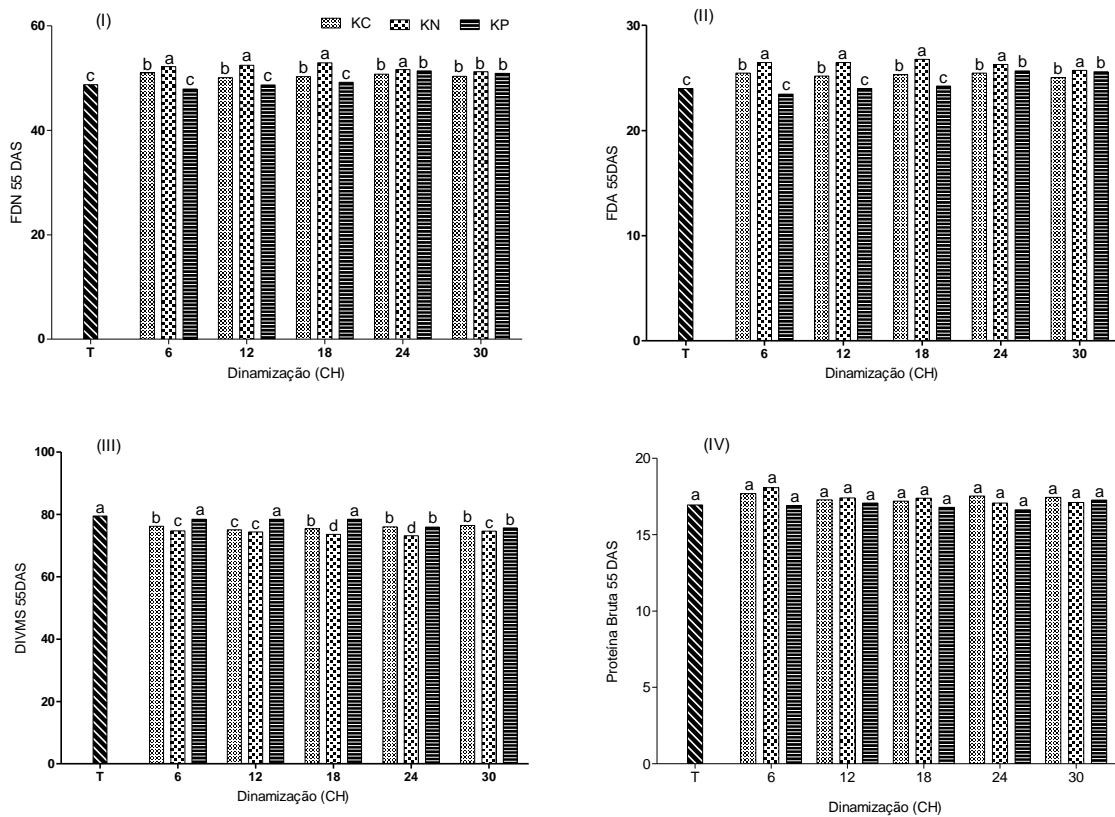 (I)
KC KN KP
60
40
20
0
FDN 55 DAS
c b a c b a c b a c b a b b b b
T 6 12 18 24 30
Dinamização (CH)
(II)
30
20
10
0
FDA 55DAS
c b a c b a c b a c b a b b a b
T 6 12 18 24 30
Dinamização (CH)
(III)
100
80
60
40
20
0
DIVMS 55DAS
a b c a c c a b d a b d b b c b
T 6 12 18 24 30
Dinamização (CH)
(IV)
20
15
10
5
0
Proteína Bruta 55 DAS
a a a a a a a a a a a a a a a a
T 6 12 18 24 30
Dinamização (CH)